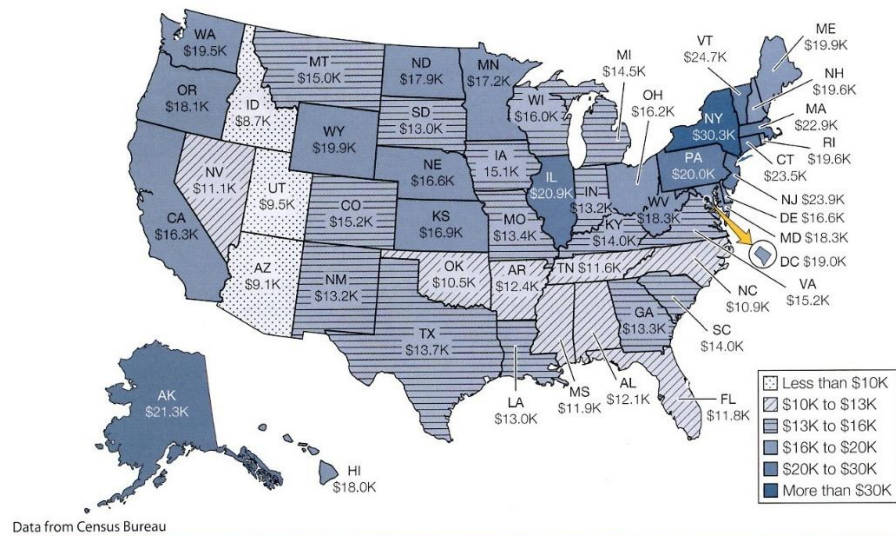 WA
$19.5K
OR
$18.1K
CA
$16.3K
ID
$8.7K
NV
$11.1K
UT
$9.5K
AZ
$9.1K
MT
$15.0K
WY
$19.9K
CO
$15.2K
NM
$13.2K
ND
$17.9K
SD
$13.0K
NE
$16.6K
KS
$16.9K
OK
$10.5K
TX
$13.7K
MN
$17.2K
IA
15.1K
MO
$13.4K
AR
$12.4K
LA
$13.0K
WI
$16.0K
IL
$20.9K
MI
$14.5K
IN
$13.2K
OH
$16.2K
KY
$14.0K
TN $11.6K
MS
$11.9K
AL
$12.1K
GA
$13.3K
FL
$11.8K
SC
$14.0K
NC
$10.9K
VA
$15.2K
WV
$18.3K
PA
$20.0K
NY
$30.3K
VT
$24.7K
ME
$19.9K
NH
$19.6K
MA
$22.9K
RI
$19.6K
CT
$23.5K
NJ $23.9K
DE $16.6K
MD $18.3K
DC $19.0K
AK
$21.3K
HI
$18.0K
Less than $10K
$10K to $13K
$13K to $16K
$16K to $20K
$20K to $30K
More than $30K
Data from Census Bureau